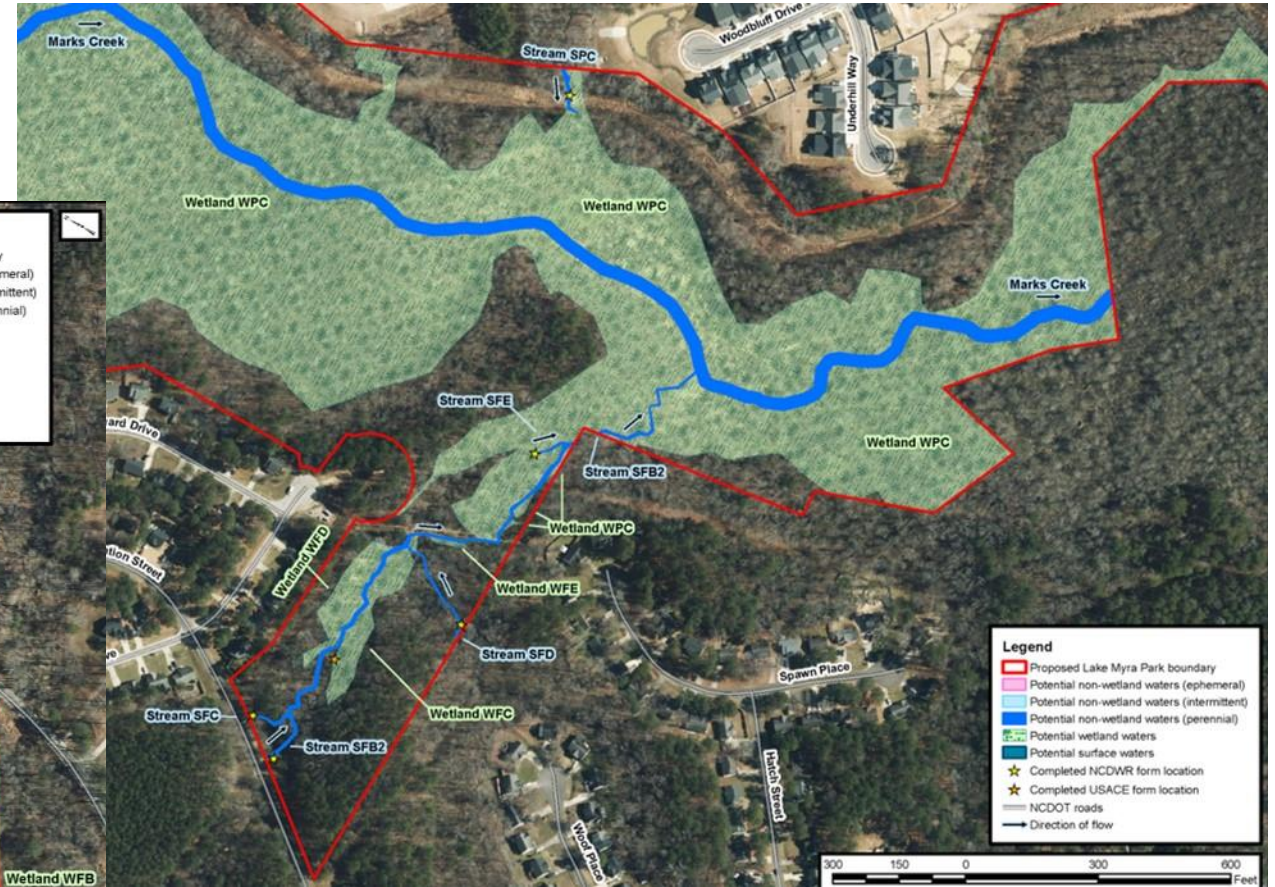 Marks Creek
Stream SPC
Woodbluff Drive
Underhill Way
Wetland WPC
Wetland WPC
Marks Creek
Stream SFE
Stream SFB2
Wetland WPC
Wetland WPC
Wetland WFD
Wetland WFE
Stream SFD
Wetland WFC
Stream SFC
Stream SFB2
Spawn Place
Hatch Street
Woof Place
Wetland WFB
Legend
Proposed Lake Myra Park boundary
Potential non-wetland waters (ephemeral)
Potential non-wetland waters (intermittent)
Potential non-wetland waters (perennial)
Potential wetland waters
Potential surface waters
Completed NCDWR form location
Completed USACE form location
NCDOT roads
Direction of flow
300 150 0 300 600
Feet